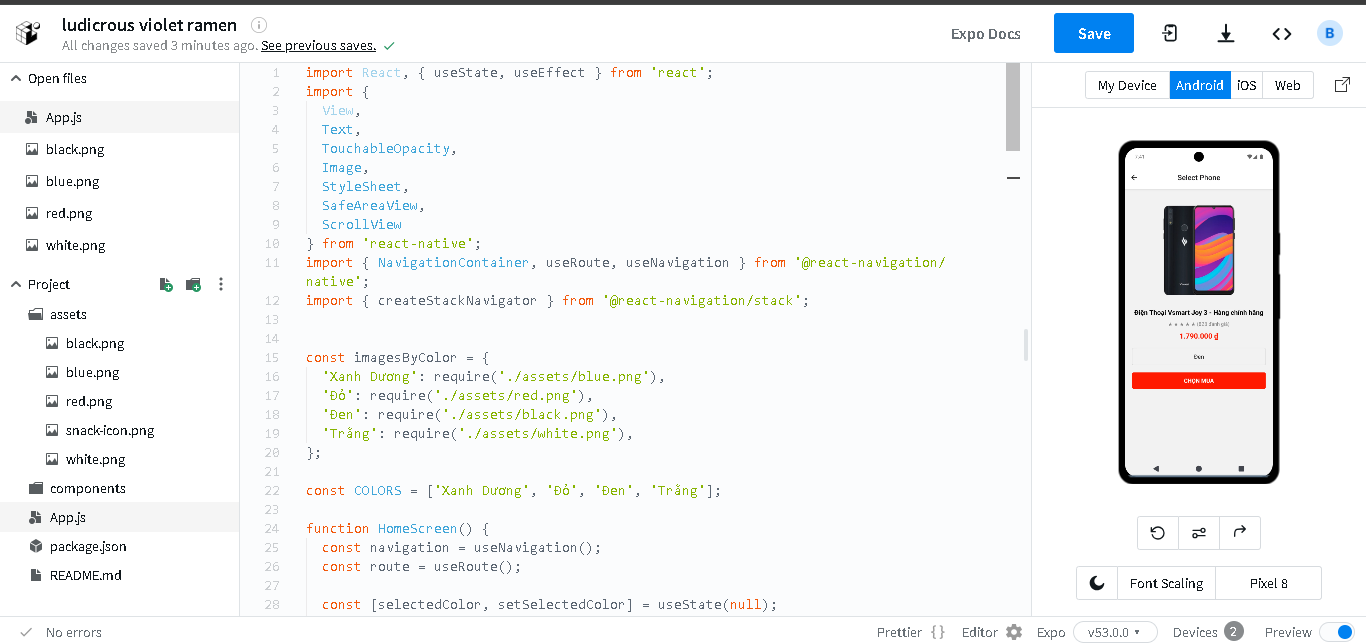 ludicrous violet ramen
All changes saved 3 minutes ago. See previous saves.
Expo Docs
Save
B
Open files
App.js
black.png
blue.png
red.png
white.png
Project
assets
black.png
blue.png
red.png
snack-icon.png
white.png
components
App.js
package.json
README.md
1 import React, { useState, useEffect } from 'react';
2 import {
3 View,
4 Text,
5 TouchableOpacity,
6 Image,
7 StyleSheet,
8 SafeAreaView,
9 ScrollView
10 } from 'react-native';
11 import { NavigationContainer, useRoute, useNavigation } from '@react-navigation/
native';
12 import { createStackNavigator } from '@react-navigation/stack';
13
14
15 const imagesByColor = {
16 'Xanh Dương': require('./assets/blue.png'),
17 'Đỏ': require('./assets/red.png'),
18 'Đen': require('./assets/black.png'),
19 'Trắng': require('./assets/white.png'),
20 };
21
22 const COLORS = ['Xanh Dương', 'Đỏ', 'Đen', 'Trắng'];
23
24 function HomeScreen() {
25 const navigation = useNavigation();
26 const route = useRoute();
27
28 const [selectedColor, setSelectedColor] = useState(null);
My Device
Android
iOS
Web
7:41
Select Phone
Điện Thoại Vsmart Joy 3 - Hàng chính hãng
★★★★★ (828 đánh giá)
1.790.000 ₫
Đen
CHỌN MUA
Font Scaling
Pixel 8
No errors
Prettier {}
Editor
Expo
v53.0.0
Devices 2
Preview